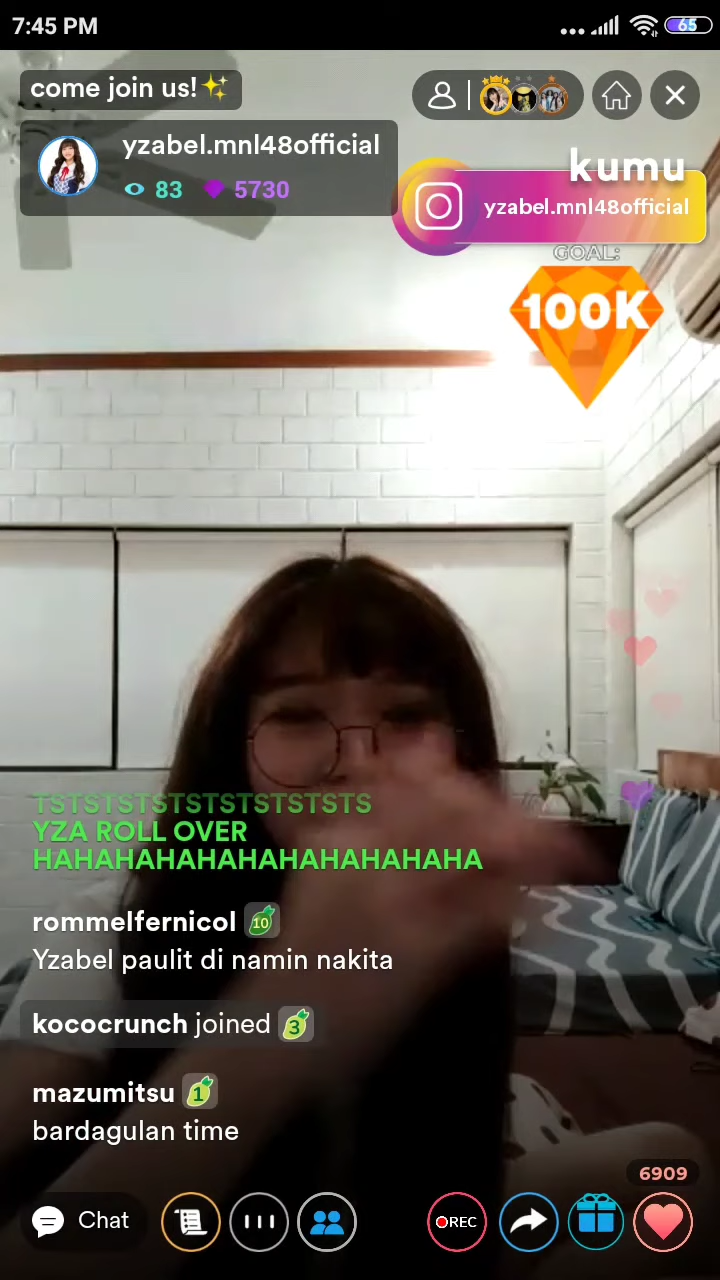 7:45 PM
65
come join us!✨
yzabel.mnl48official
83 5730
kumu
yzabel.mnl48official
GOAL:
100K
TSTSTSTSTSTSTSTSTSTS
YZA ROLL OVER
HAHAHAHAHAHAHAHAHAHAHA
rommelfernicol 10
Yzabel paulit di namin nakita
kococrunch joined 3
mazumitsu 1
bardagulan time
6909
Chat
REC